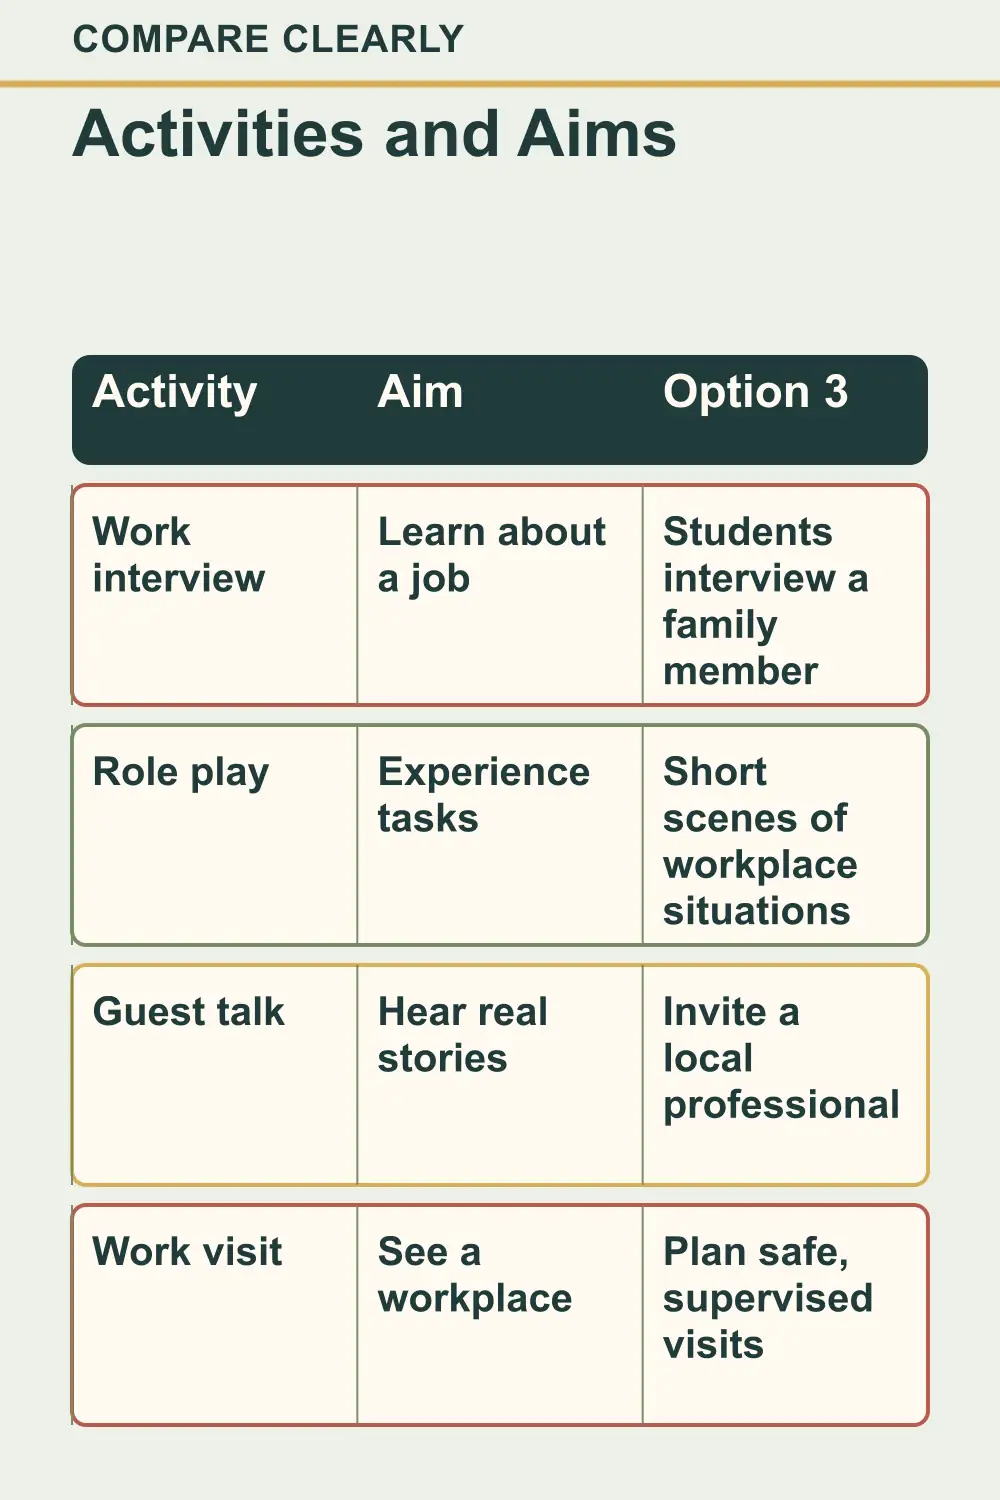 COMPARE CLEARLY
Activities and Aims
Activity
Aim
Option 3
Work
interview
Learn about
a job
Students
interview a
family
member
Role play
Experience
tasks
Short
scenes of
workplace
situations
Guest talk
Hear real
stories
Invite a
local
professional
Work visit
See a
workplace
Plan safe,
supervised
visits